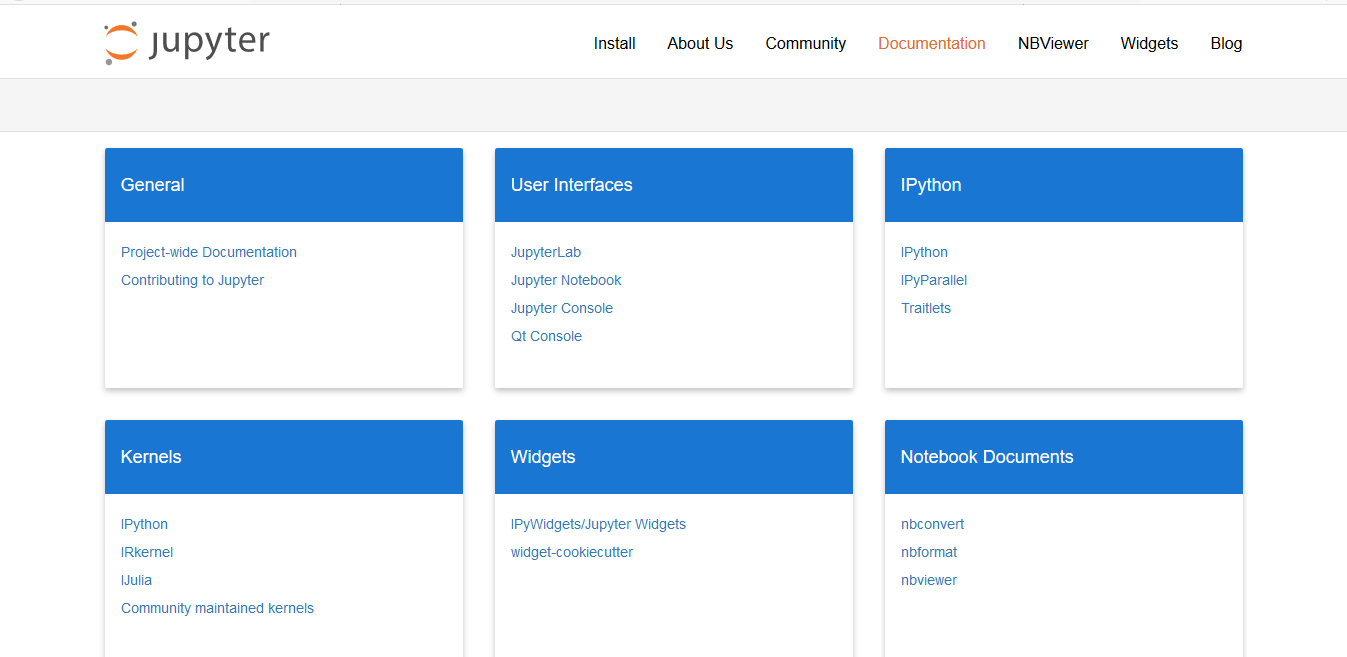 jupyter
Install About Us Community Documentation NBViewer Widgets Blog
General
Project-wide Documentation
Contributing to Jupyter
User Interfaces
JupyterLab
Jupyter Notebook
Jupyter Console
Qt Console
IPython
IPython
IPyParallel
Traitlets
Kernels
IPython
IRkernel
IJulia
Community maintained kernels
Widgets
IPyWidgets/Jupyter Widgets
widget-cookiecutter
Notebook Documents
nbconvert
nbformat
nbviewer